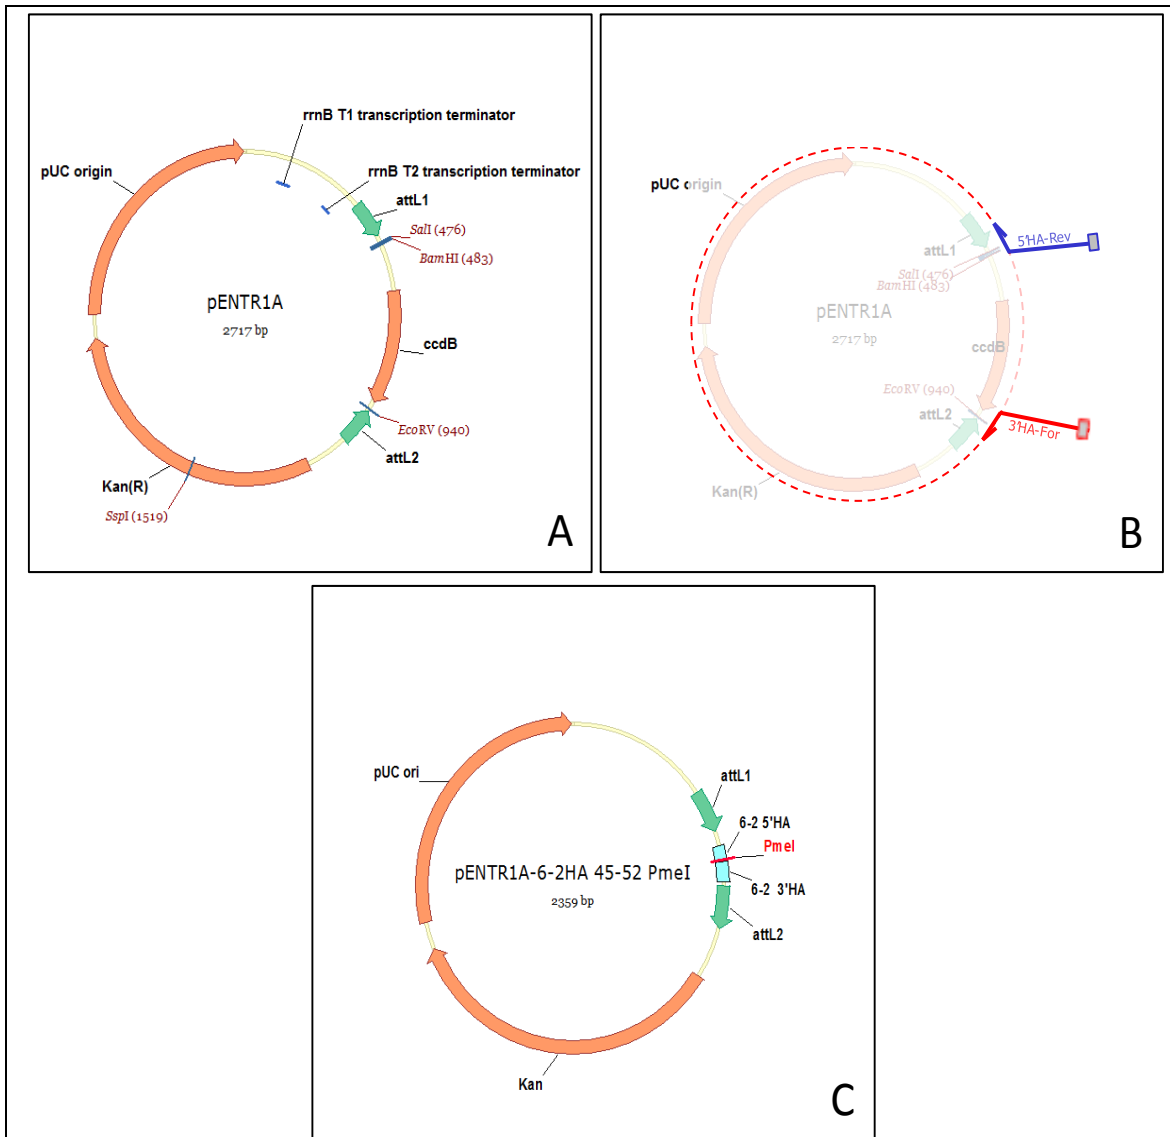 rrnB T1 transcription terminator
pUC origin
rrnB T2 transcription terminator
attL1
SalI (476)
BamHI (483)
pENTR1A
2717 bp
ccdB
EcoRV (940)
attL2
Kan(R)
SspI (1519)
A
pUC origin
5'HA-Rev
attL1
SalI (476)
BamHI (483)
pENTR1A
2717 bp
ccdB
EcoRV (940)
attL2
3'HA-For
Kan(R)
B
pUC ori
attL1
6-2 5'HA
PmeI
pENTR1A-6-2HA 45-52 PmeI
2359 bp
6-2 3'HA
attL2
Kan
C